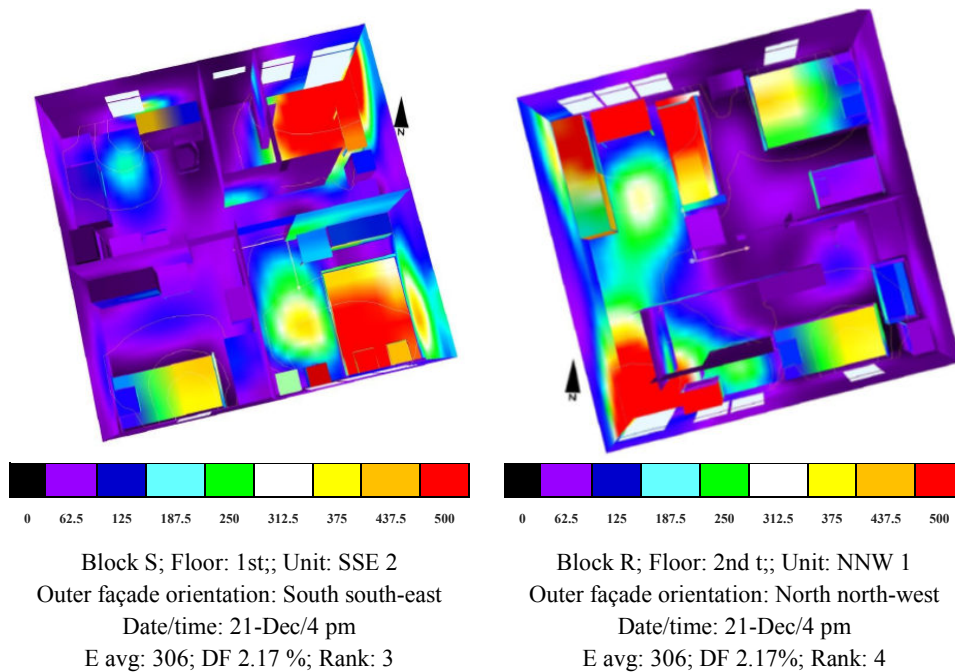 N
N
0 62.5 125 187.5 250 312.5 375 437.5 500
0 62.5 125 187.5 250 312.5 375 437.5 500
Block S; Floor: 1st;; Unit: SSE 2
Outer façade orientation: South south-east
Date/time: 21-Dec/4 pm
E avg: 306; DF 2.17 %; Rank: 3
Block R; Floor: 2nd t;; Unit: NNW 1
Outer façade orientation: North north-west
Date/time: 21-Dec/4 pm
E avg: 306; DF 2.17%; Rank: 4